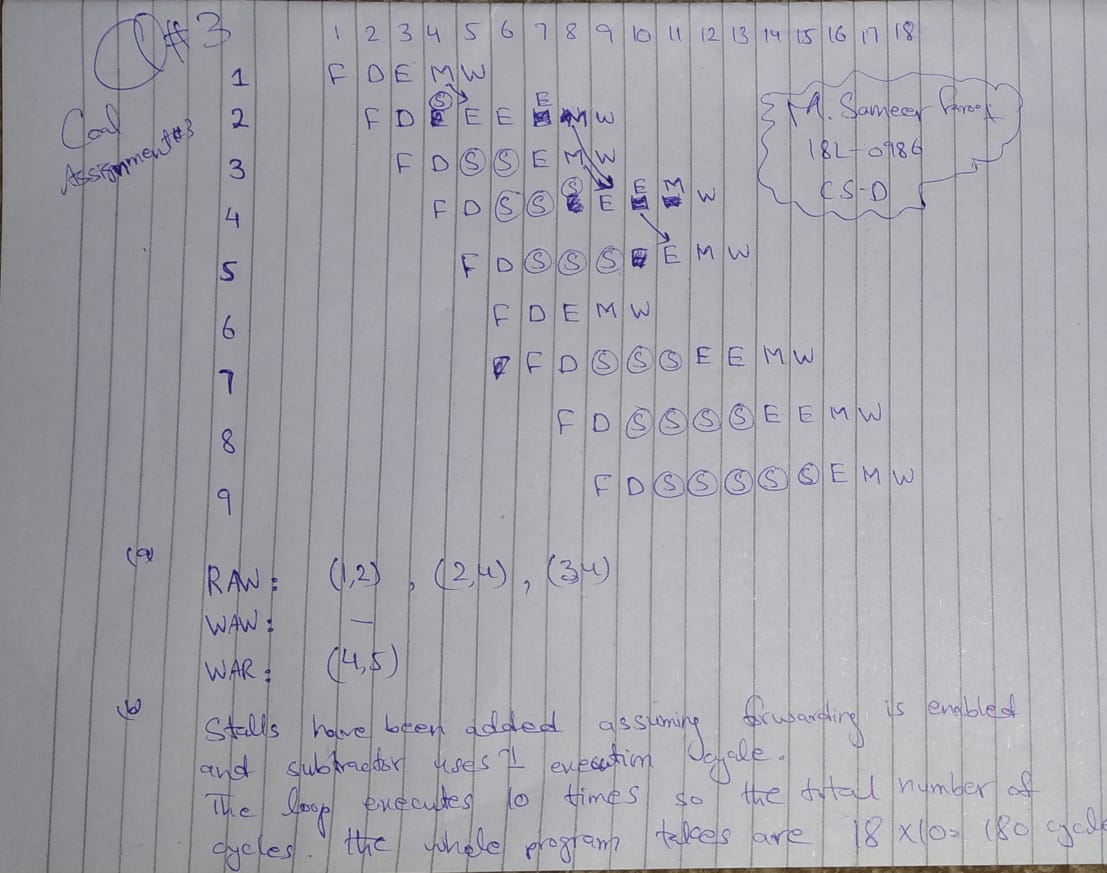 Q#3
Coal
Assignment#3
1 2 3 4 5 6 7 8 9 10 11 12 13 14 15 16 17 18
1 F D E M W
2 F D S E E E M W
3 F D S S E M W
4 F D S S S E E M W
5 F D S S S E M W
6 F D E M W
7 F D S S S E E M W
8 F D S S S S E E M W
9 F D S S S S S E M W
M. Sameer Farooq
18L-0986
CS-D
(a)
RAW: (1,2), (2,4), (3,4)
WAW: —
WAR: (4,5)
(b)
Stalls have been added assuming forwarding is enabled
and subtractor uses 1 execution cycle.
The loop executes 10 times so the total number of
cycles. the whole program takes are 18 x10= 180 cycle